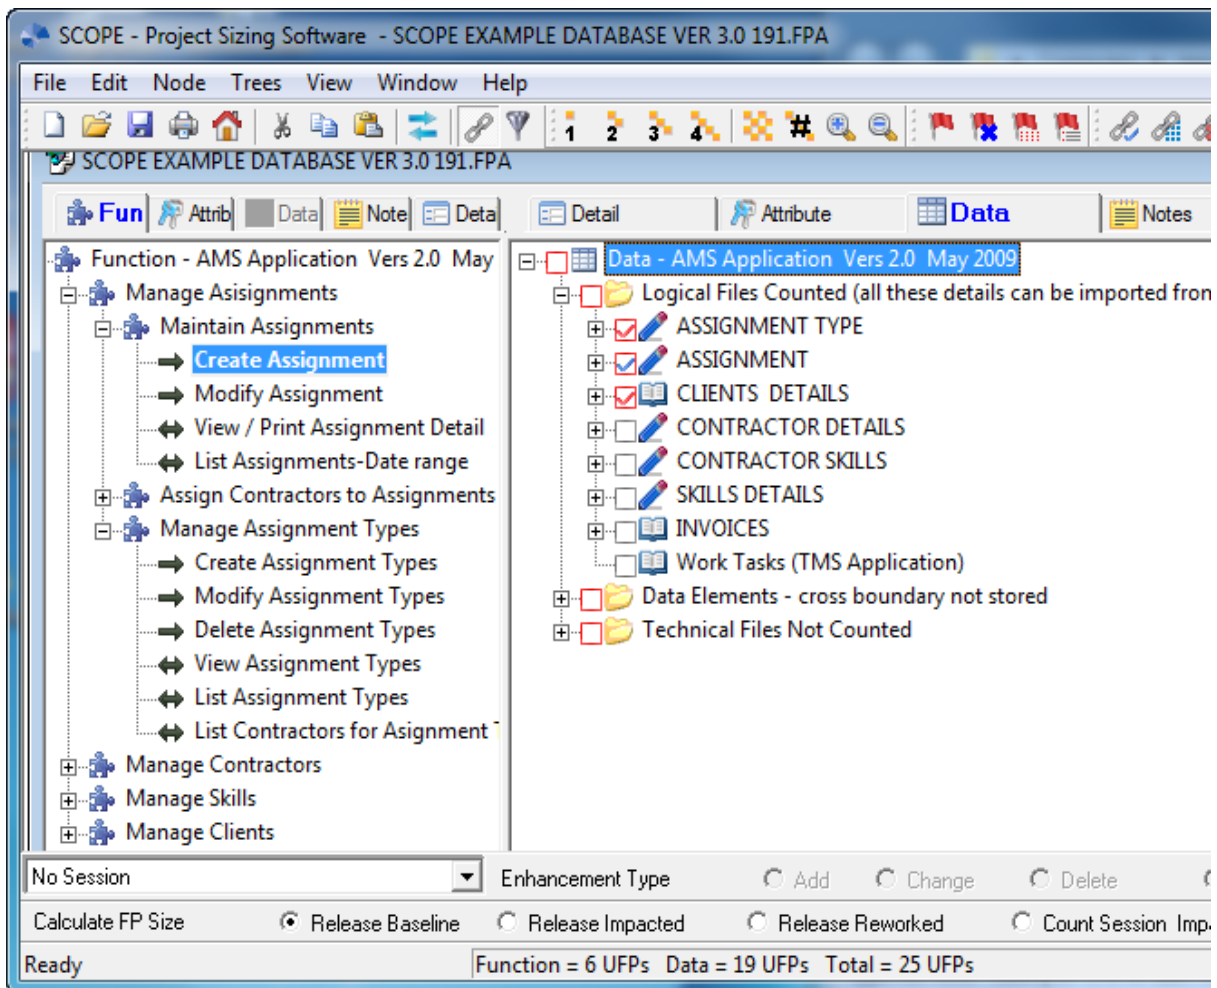 SCOPE - Project Sizing Software - SCOPE EXAMPLE DATABASE VER 3.0 191.FPA
File Edit Node Trees View Window Help
1 2 3 4 #
SCOPE EXAMPLE DATABASE VER 3.0 191.FPA
Fun Attrib Data Note Deta Detail Attribute Data Notes
Function - AMS Application Vers 2.0 May
Manage Asisignments
Maintain Assignments
Create Assignment
Modify Assignment
View / Print Assignment Detail
List Assignments-Date range
Assign Contractors to Assignments
Manage Assignment Types
Create Assignment Types
Modify Assignment Types
Delete Assignment Types
View Assignment Types
List Assignment Types
List Contractors for Asignment T
Manage Contractors
Manage Skills
Manage Clients
Data - AMS Application Vers 2.0 May 2009
Logical Files Counted (all these details can be imported from
ASSIGNMENT TYPE
ASSIGNMENT
CLIENTS DETAILS
CONTRACTOR DETAILS
CONTRACTOR SKILLS
SKILLS DETAILS
INVOICES
Work Tasks (TMS Application)
Data Elements - cross boundary not stored
Technical Files Not Counted
No Session Enhancement Type Add Change Delete
Calculate FP Size Release Baseline Release Impacted Release Reworked Count Session Imp
Ready Function = 6 UFPs Data = 19 UFPs Total = 25 UFPs